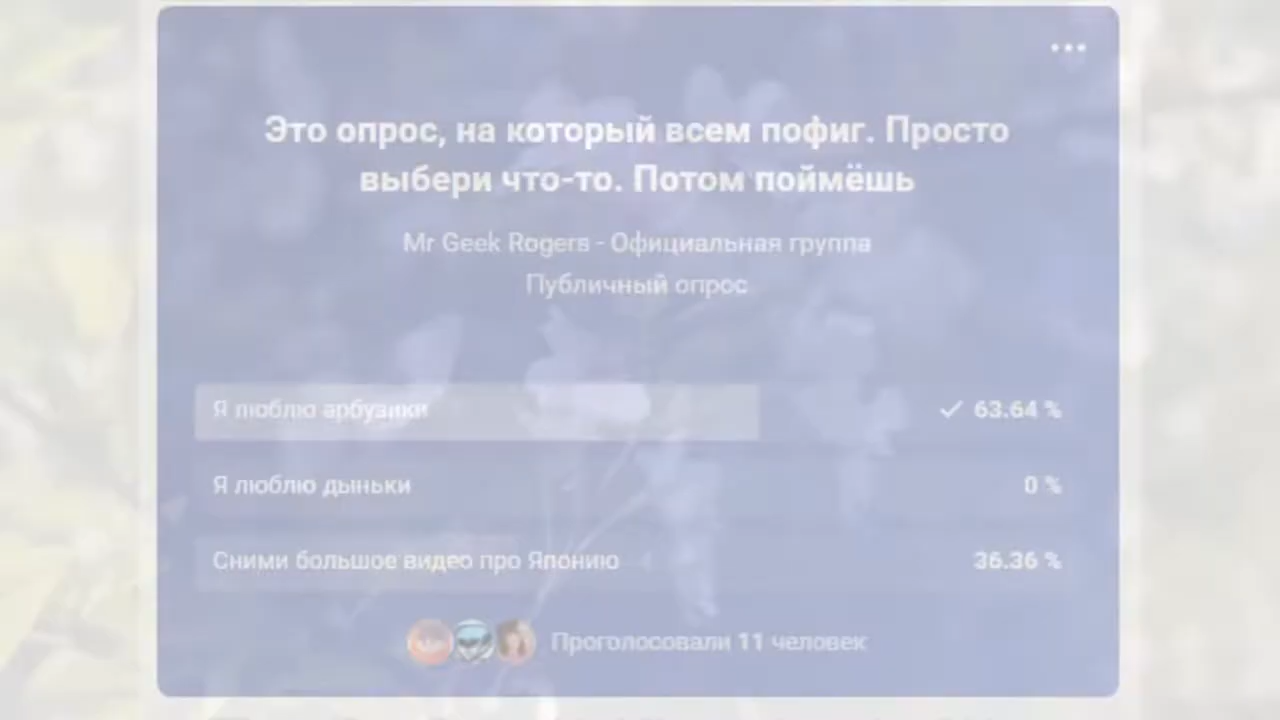 Это опрос, на который всем пофиг. Просто
выбери что-то. Потом поймёшь
Mr Geek Rogers - Официальная группа
Публичный опрос
Я люблю арбузики
63.64 %
Я люблю дыньки
0 %
Сними большое видео про Японию
36.36 %
Проголосовали 11 человек